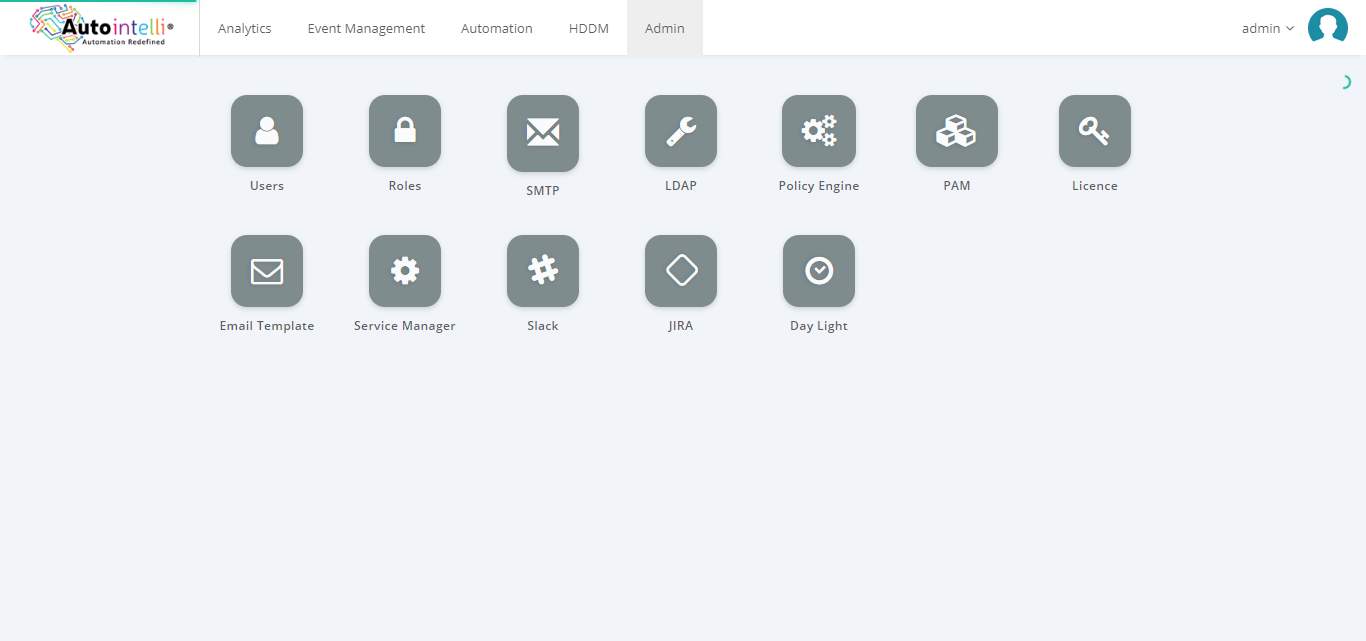 Autointelli®
Automation Redefined
Analytics
Event Management
Automation
HDDM
Admin
admin
Users
Roles
SMTP
LDAP
Policy Engine
PAM
Licence
Email Template
Service Manager
Slack
JIRA
Day Light